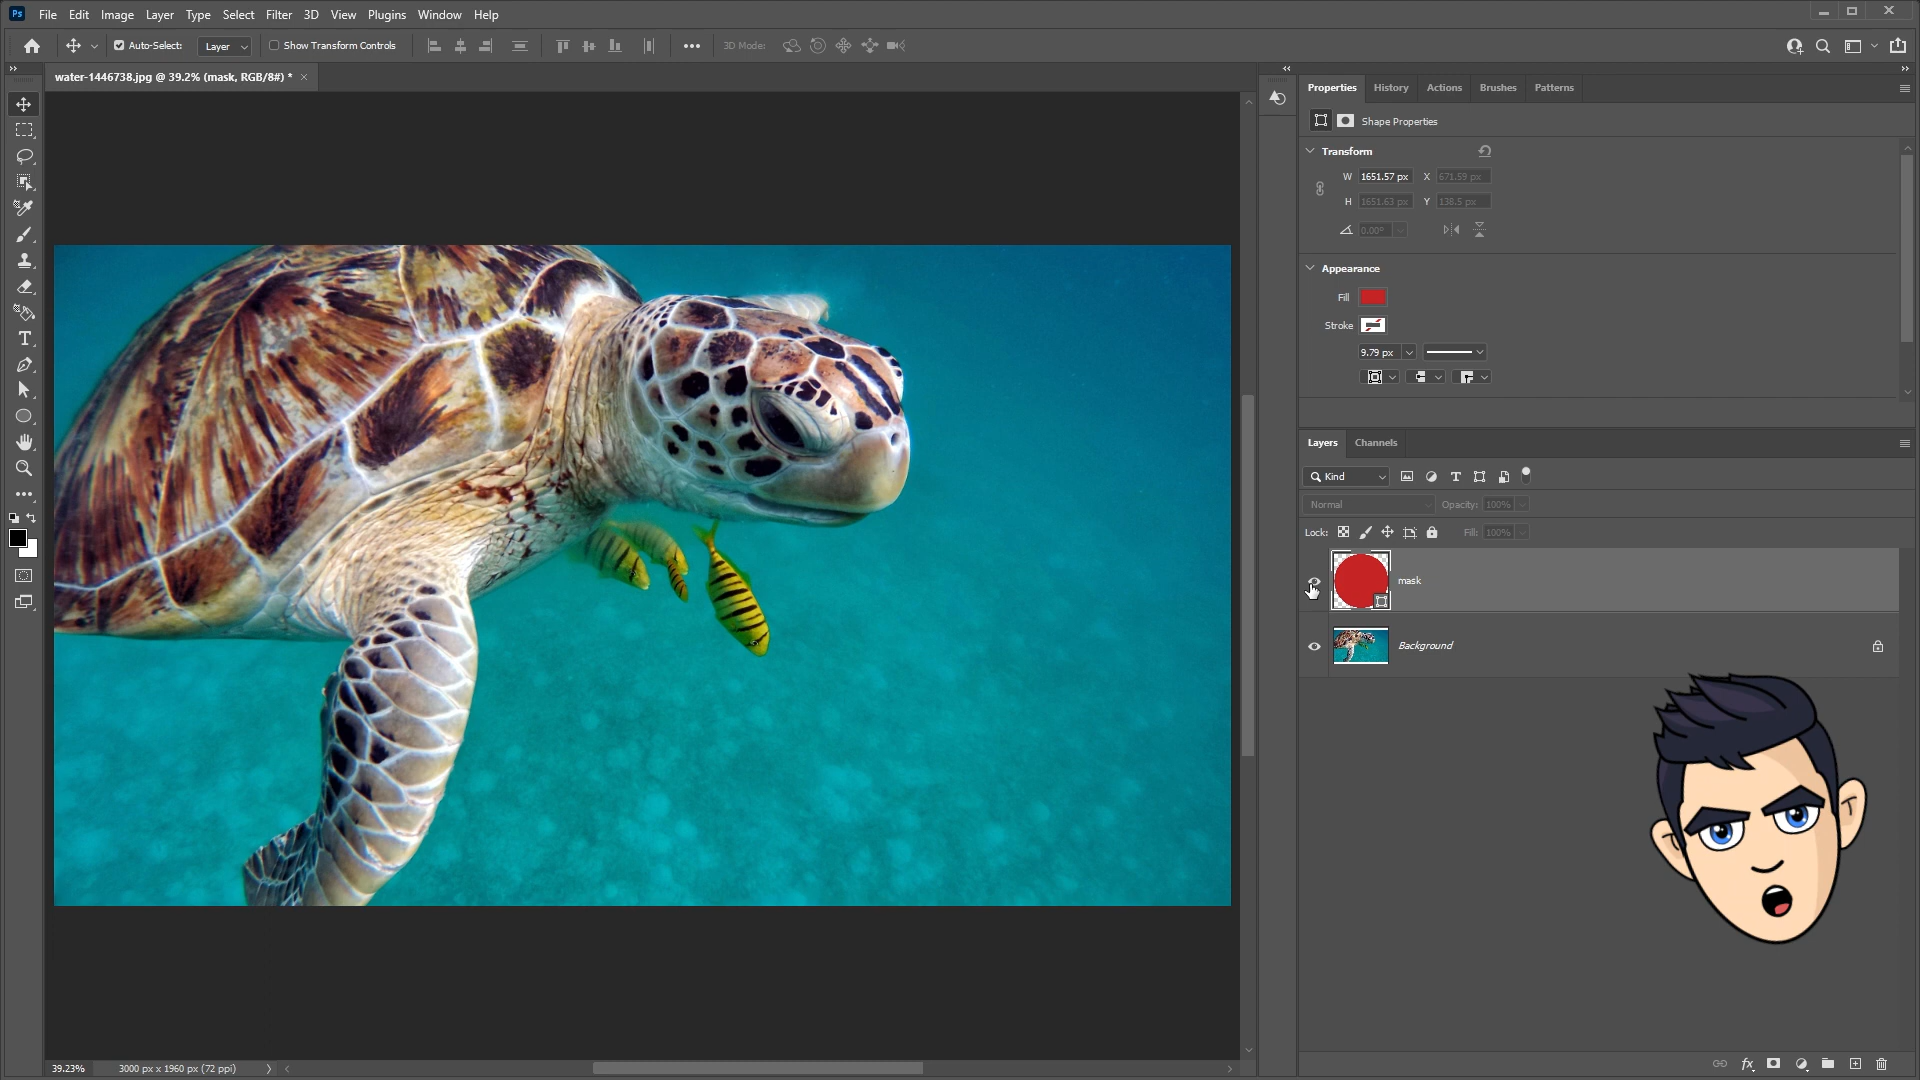 Ps File Edit Image Layer Type Select Filter 3D View Plugins Window Help
Auto-Select: Layer Show Transform Controls 3D Mode:
water-1446738.jpg @ 39.2% (mask, RGB/8#) * ×
Properties History Actions Brushes Patterns
Shape Properties
Transform
W 1651.57 px X 671.59 px
H 1651.63 px Y 138.5 px
0.00°
Appearance
Fill
Stroke
9.79 px
Layers Channels
Kind
Normal Opacity: 100%
Lock: Fill: 100%
mask
Background
39.23% 3000 px x 1960 px (72 ppi)